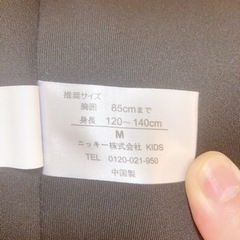 推奨サイズ
胸囲 85cmまで
身長 120～140cm
M
ニッキー株式会社 KIDS
TEL 0120-021-950
中国製